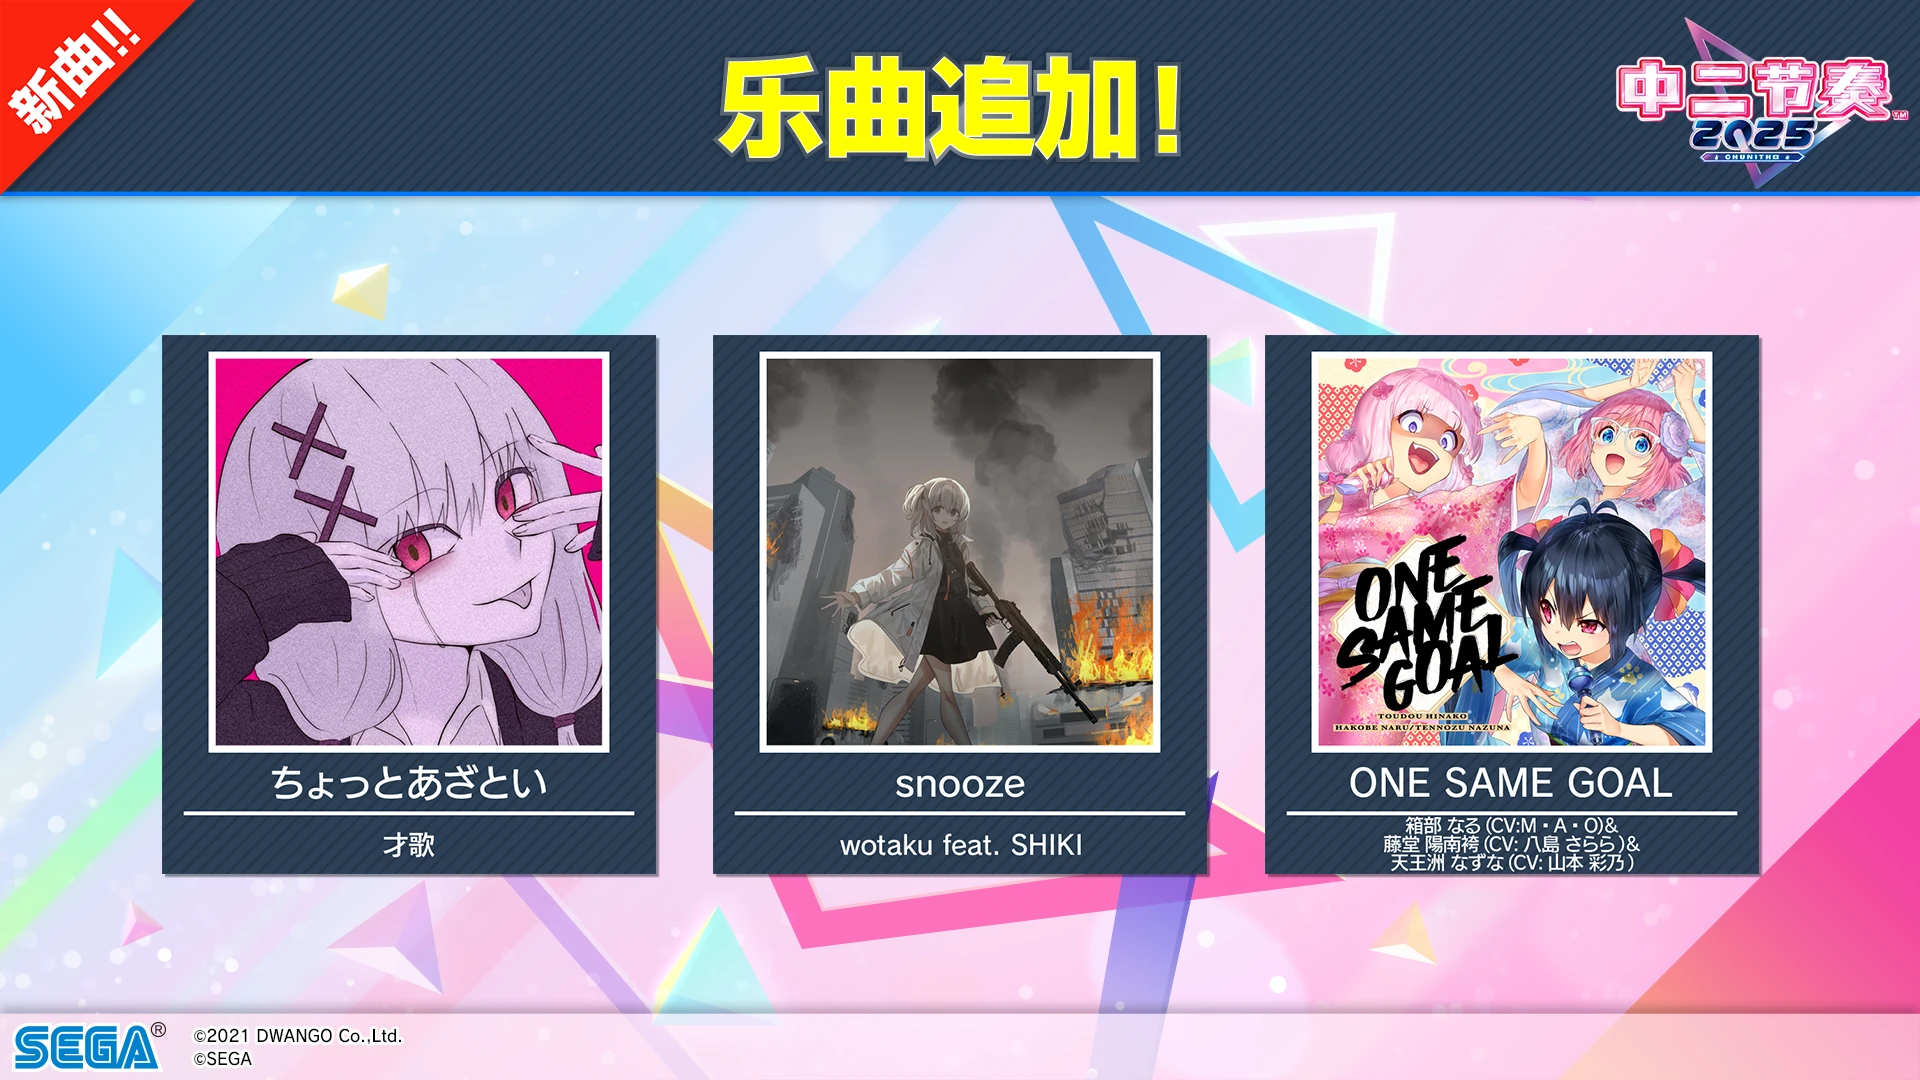 新曲!!
乐曲追加!
中二节奏™
2025
CHUNITHM
ONE
SAME
GOAL
TOUDOU HINAKO
HAKOBE NARU/TENNOZU NAZUNA
ちょっとあざとい
才歌
snooze
wotaku feat. SHIKI
ONE SAME GOAL
箱部 なる (CV:M・A・O)&
藤堂 陽南袴 (CV: 八島 さらら )&
天王洲 なずな (CV: 山本 彩乃 )
SEGA®
©2021 DWANGO Co.,Ltd.
©SEGA